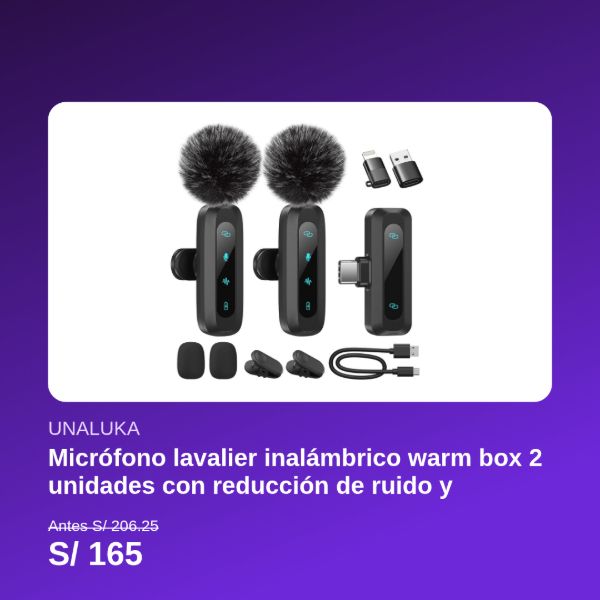 UNALUKA
Micrófono lavalier inalámbrico warm box 2
unidades con reducción de ruido y
Antes S/ 206.25
S/ 165